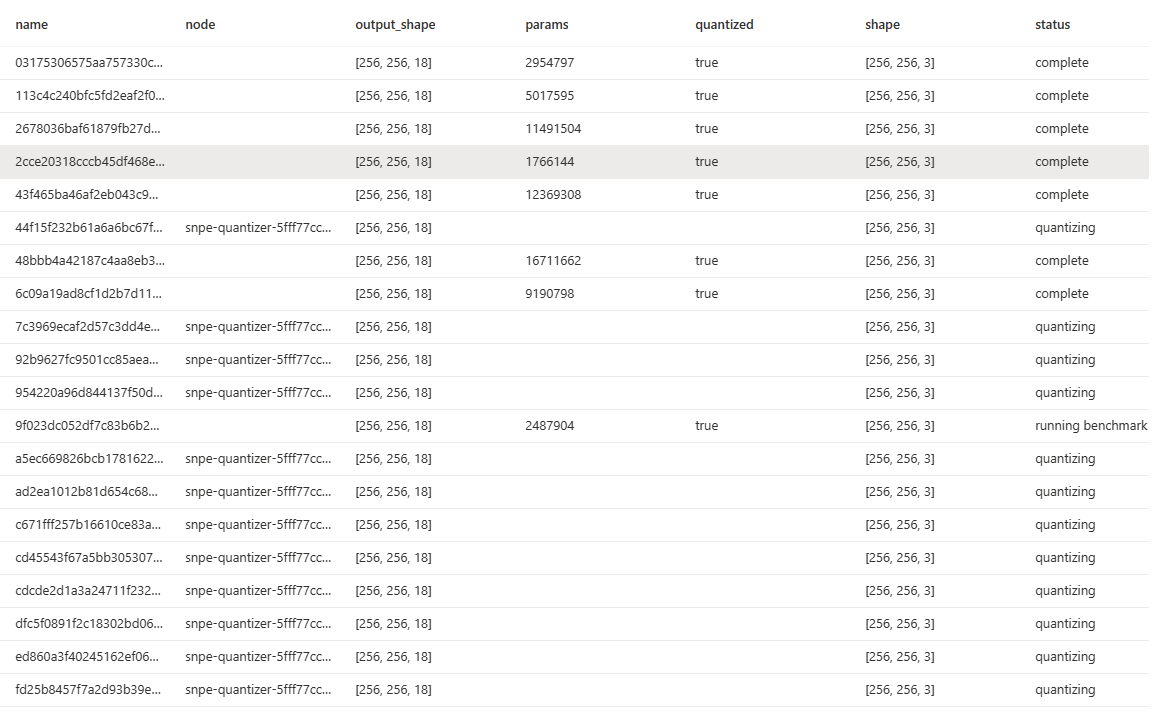 name node output_shape params quantized shape status
03175306575aa757330c... [256, 256, 18] 2954797 true [256, 256, 3] complete
113c4c240bfc5fd2eaf2f0... [256, 256, 18] 5017595 true [256, 256, 3] complete
2678036baf61879fb27d... [256, 256, 18] 11491504 true [256, 256, 3] complete
2cce20318cccb45df468e... [256, 256, 18] 1766144 true [256, 256, 3] complete
43f465ba46af2eb043c9... [256, 256, 18] 12369308 true [256, 256, 3] complete
44f15f232b61a6a6bc67f... snpe-quantizer-5fff77cc... [256, 256, 18] [256, 256, 3] quantizing
48bbb4a42187c4aa8eb3... [256, 256, 18] 16711662 true [256, 256, 3] complete
6c09a19ad8cf1d2b7d11... [256, 256, 18] 9190798 true [256, 256, 3] complete
7c3969ecaf2d57c3dd4e... snpe-quantizer-5fff77cc... [256, 256, 18] [256, 256, 3] quantizing
92b9627fc9501cc85aea... snpe-quantizer-5fff77cc... [256, 256, 18] [256, 256, 3] quantizing
954220a96d844137f50d... snpe-quantizer-5fff77cc... [256, 256, 18] [256, 256, 3] quantizing
9f023dc052df7c83b6b2... [256, 256, 18] 2487904 true [256, 256, 3] running benchmark
a5ec669826bcb1781622... snpe-quantizer-5fff77cc... [256, 256, 18] [256, 256, 3] quantizing
ad2ea1012b81d654c68... snpe-quantizer-5fff77cc... [256, 256, 18] [256, 256, 3] quantizing
c671fff257b16610ce83a... snpe-quantizer-5fff77cc... [256, 256, 18] [256, 256, 3] quantizing
cd45543f67a5bb305307... snpe-quantizer-5fff77cc... [256, 256, 18] [256, 256, 3] quantizing
cdcde2d1a3a24711f232... snpe-quantizer-5fff77cc... [256, 256, 18] [256, 256, 3] quantizing
dfc5f0891f2c18302bd06... snpe-quantizer-5fff77cc... [256, 256, 18] [256, 256, 3] quantizing
ed860a3f40245162ef06... snpe-quantizer-5fff77cc... [256, 256, 18] [256, 256, 3] quantizing
fd25b8457f7a2d93b39e... snpe-quantizer-5fff77cc... [256, 256, 18] [256, 256, 3] quantizing